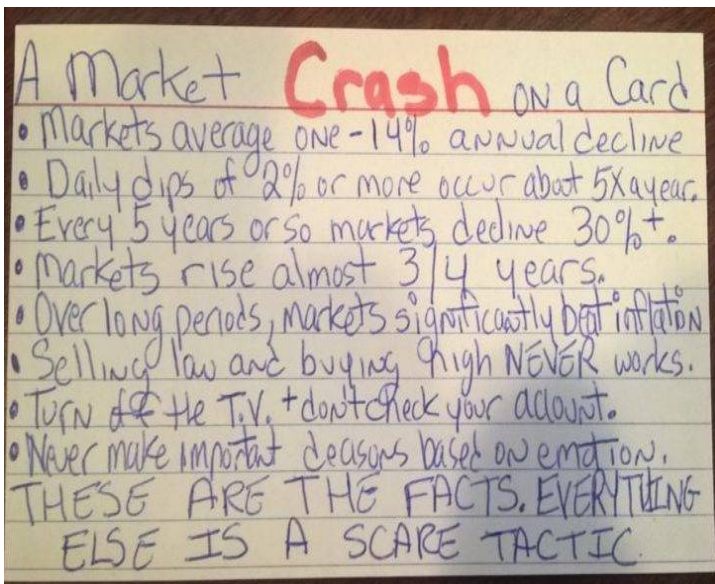 A Market Crash on a Card
• Markets average one -14% annual decline
• Daily dips of 2% or more occur about 5x a year.
• Every 5 years or so markets decline 30%+.
• Markets rise almost 3/4 years.
• Over long periods, markets significantly beat inflation
• Selling low and buying high NEVER works.
• Turn off the T.V. + don't check your account.
• Never make important decisons based on emotion.
THESE ARE THE FACTS. EVERYTHING
ELSE IS A SCARE TACTIC.